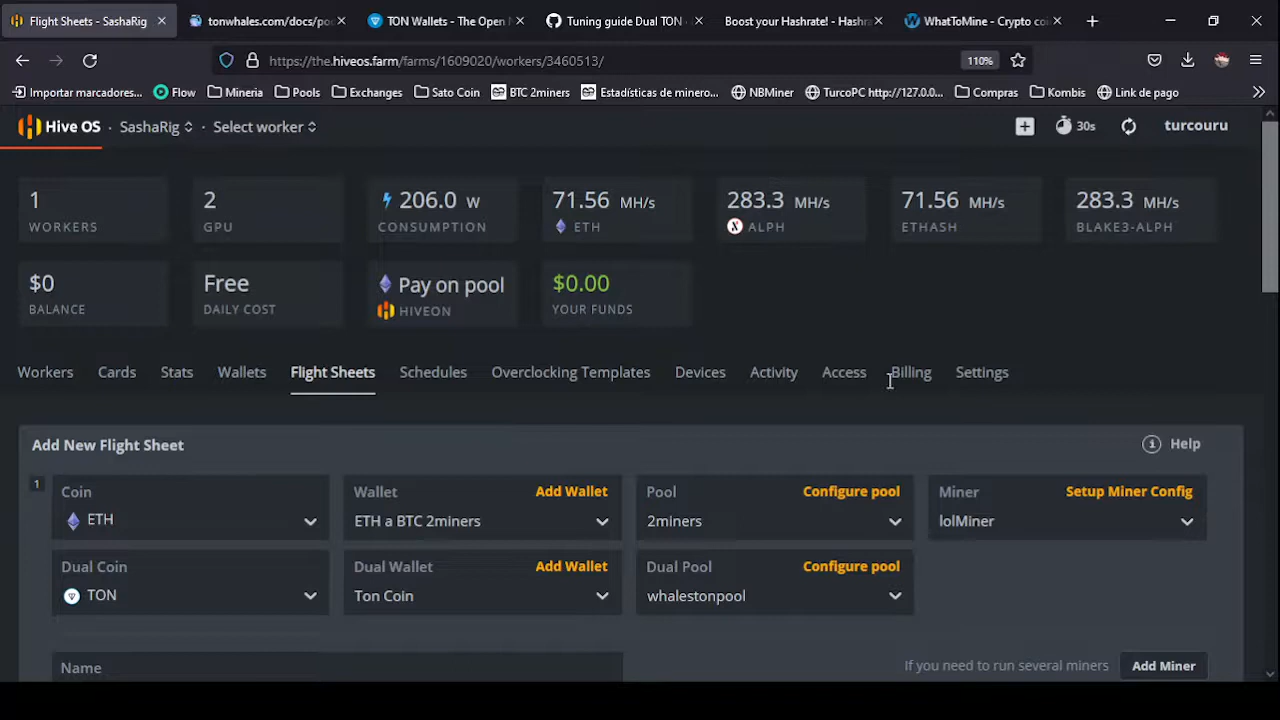 Flight Sheets - SashaRig
tonwhales.com/docs/poo
TON Wallets - The Open N
Tuning guide Dual TON -
Boost your Hashrate! - Hashra
WhatToMine - Crypto coi
https://the.hiveos.farm/farms/1609020/workers/3460513/
110%
Importar marcadores...
Flow
Mineria
Pools
Exchanges
Sato Coin
BTC 2miners
Estadísticas de minero...
NBMiner
TurcoPC http://127.0.0...
Compras
Kombis
Link de pago
Hive OS · SashaRig · Select worker
30s
turcouru
1
206.0 W
71.56 MH/s
283.3 MH/s
71.56 MH/s
283.3 MH/s
2
WORKERS
GPU
CONSUMPTION
ETH
ALPH
ETHASH
BLAKE3-ALPH
$0
Free
Pay on pool
$0.00
BALANCE
DAILY COST
HIVEON
YOUR FUNDS
Workers
Cards
Stats
Wallets
Flight Sheets
Schedules
Overclocking Templates
Devices
Activity
Access
Billing
Settings
Add New Flight Sheet
Help
1
Coin
Wallet
Add Wallet
Pool
Configure pool
Miner
Setup Miner Config
ETH
ETH a BTC 2miners
2miners
lolMiner
Dual Coin
Dual Wallet
Add Wallet
Dual Pool
Configure pool
TON
Ton Coin
whalestonpool
Name
If you need to run several miners
Add Miner